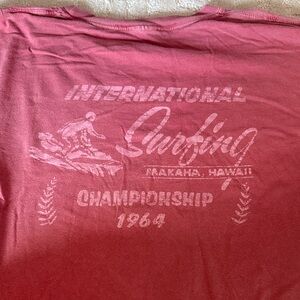 INTERNATIONAL
Surfing
MAKAHA, HAWAII
CHAMPIONSHIP
1964